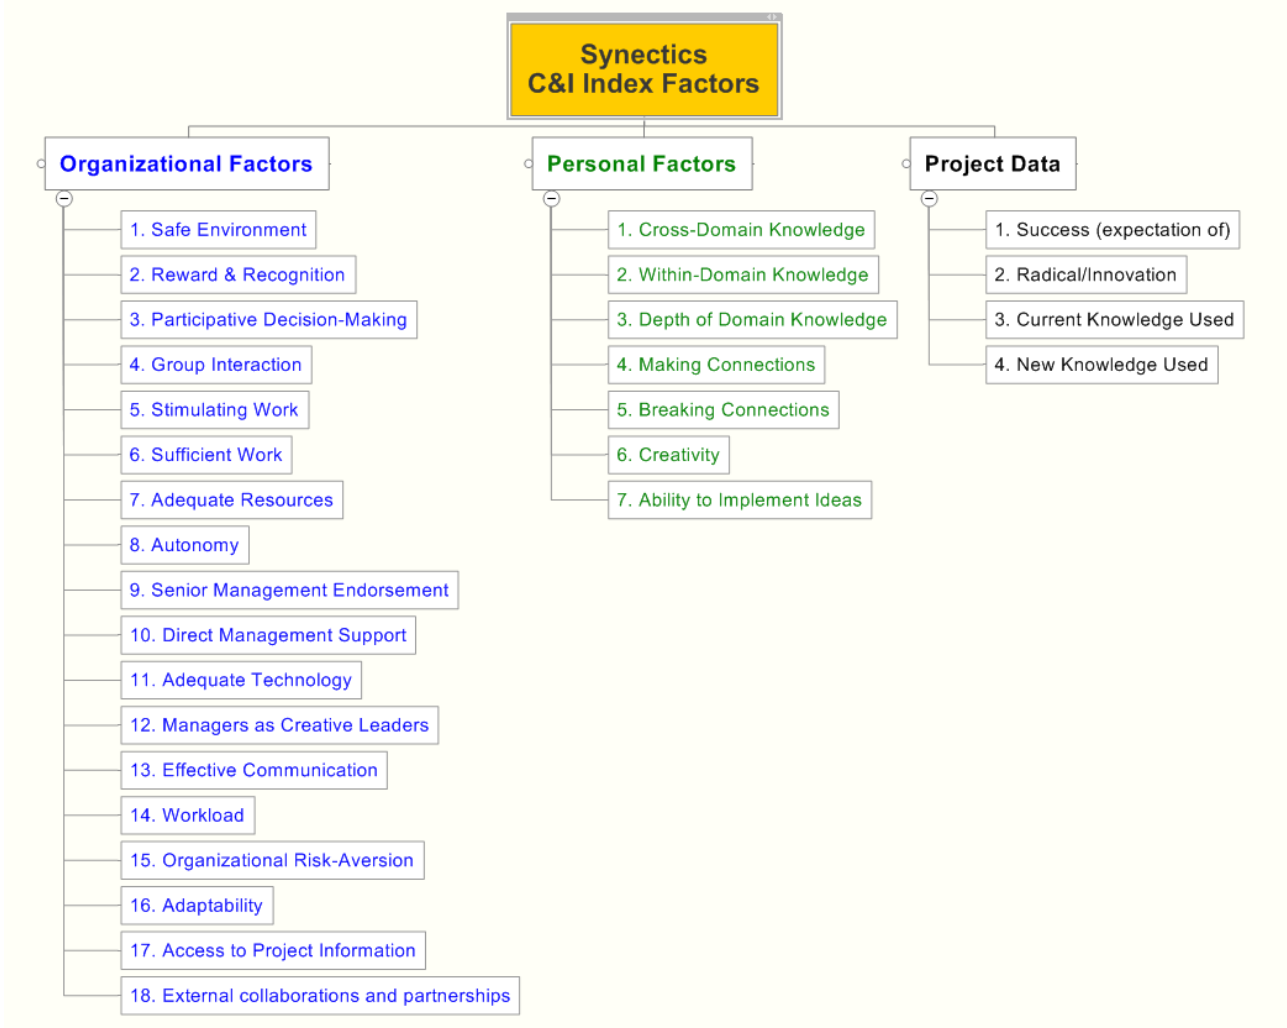 Synectics
C&I Index Factors
Organizational Factors
1. Safe Environment
2. Reward & Recognition
3. Participative Decision-Making
4. Group Interaction
5. Stimulating Work
6. Sufficient Work
7. Adequate Resources
8. Autonomy
9. Senior Management Endorsement
10. Direct Management Support
11. Adequate Technology
12. Managers as Creative Leaders
13. Effective Communication
14. Workload
15. Organizational Risk-Aversion
16. Adaptability
17. Access to Project Information
18. External collaborations and partnerships
Personal Factors
1. Cross-Domain Knowledge
2. Within-Domain Knowledge
3. Depth of Domain Knowledge
4. Making Connections
5. Breaking Connections
6. Creativity
7. Ability to Implement Ideas
Project Data
1. Success (expectation of)
2. Radical/Innovation
3. Current Knowledge Used
4. New Knowledge Used